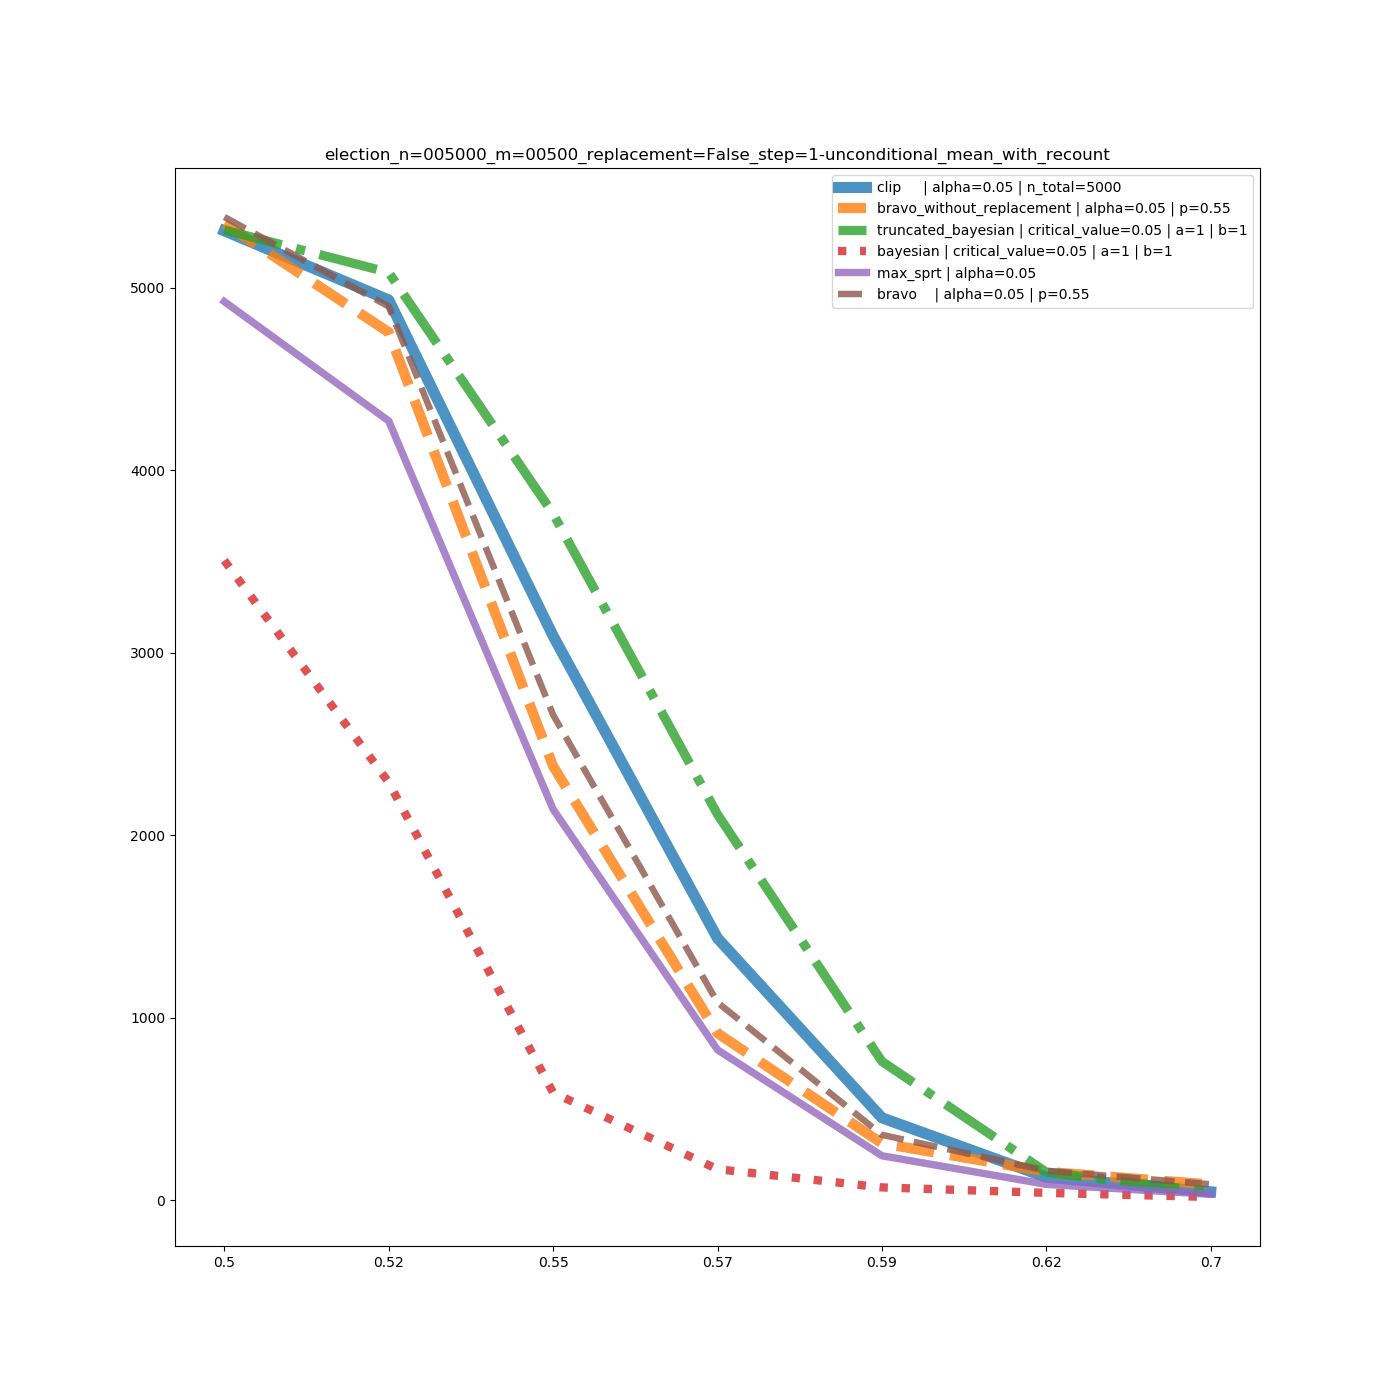 election_n=005000_m=00500_replacement=False_step=1-unconditional_mean_with_recount
clip | alpha=0.05 | n_total=5000
bravo_without_replacement | alpha=0.05 | p=0.55
truncated_bayesian | critical_value=0.05 | a=1 | b=1
bayesian | critical_value=0.05 | a=1 | b=1
max_sprt | alpha=0.05
bravo | alpha=0.05 | p=0.55
5000
4000
3000
2000
1000
0
0.5 0.52 0.55 0.57 0.59 0.62 0.7